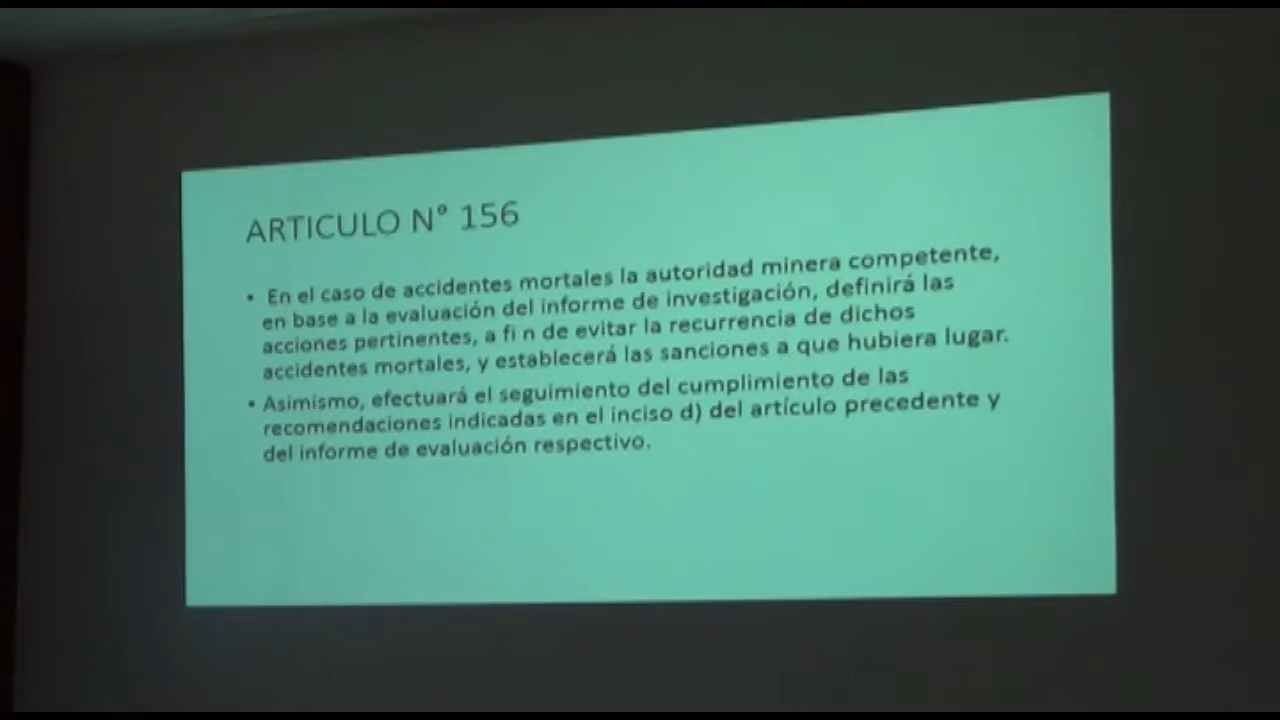 ARTICULO N° 156
• En el caso de accidentes mortales la autoridad minera competente,
en base a la evaluación del informe de investigación, definirá las
acciones pertinentes, a fi n de evitar la recurrencia de dichos
accidentes mortales, y establecerá las sanciones a que hubiera lugar.
• Asimismo, efectuará el seguimiento del cumplimiento de las
recomendaciones indicadas en el inciso d) del artículo precedente y
del informe de evaluación respectivo.